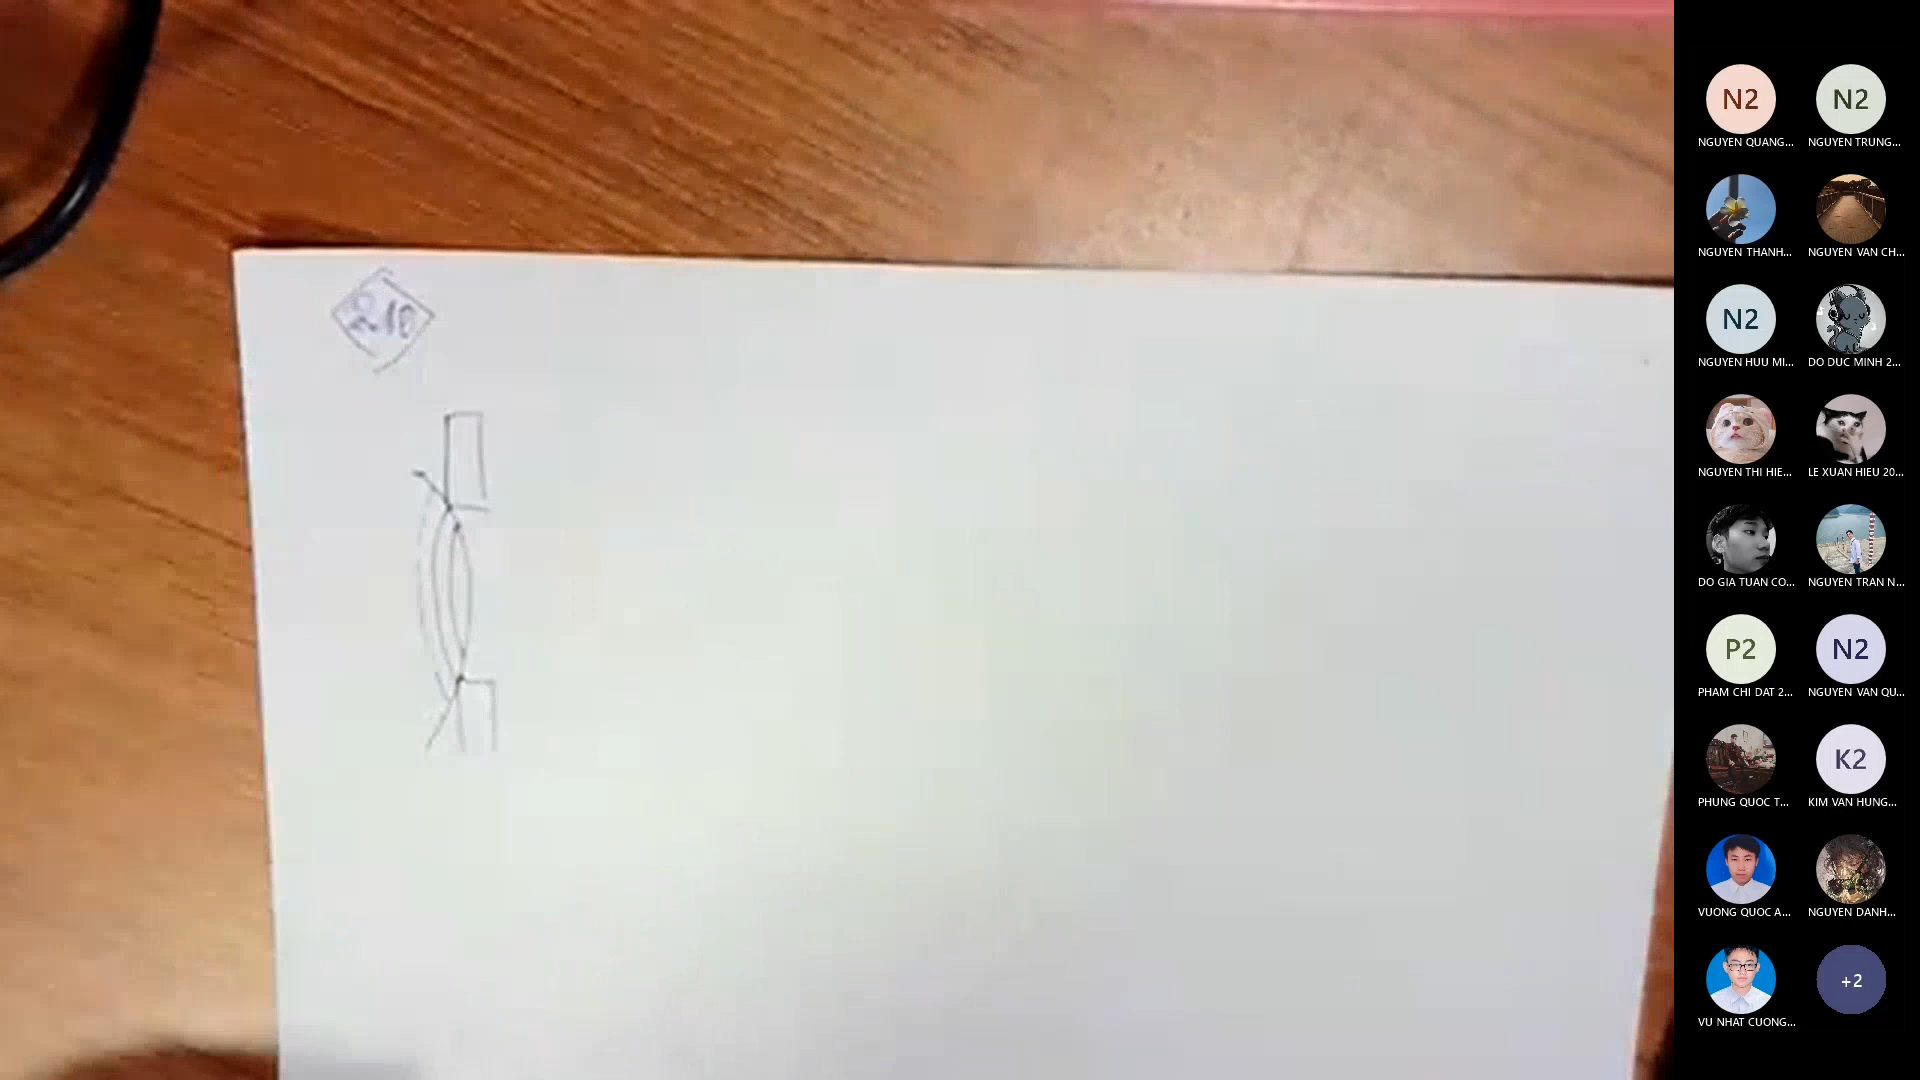 2.18
N2
N2
NGUYEN QUANG...
NGUYEN TRUNG...
NGUYEN THANH...
NGUYEN VAN CH...
N2
NGUYEN HUU MI...
DO DUC MINH 2...
NGUYEN THI HIE...
LE XUAN HIEU 20...
DO GIA TUAN CO...
NGUYEN TRAN N...
P2
N2
PHAM CHI DAT 2...
NGUYEN VAN QU...
K2
PHUNG QUOC T...
KIM VAN HUNG...
VUONG QUOC A...
NGUYEN DANH...
+2
VU NHAT CUONG...